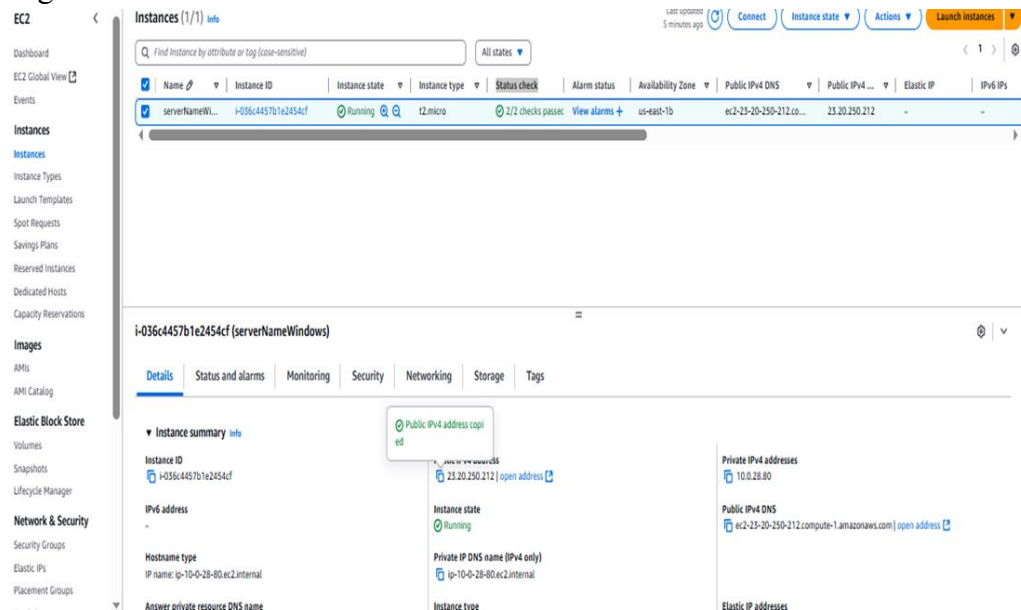 EC2
Instances (1/1) Info
Last updated
5 minutes ago
Connect
Instance state
Actions
Launch instances
Find Instance by attribute or tag (case-sensitive)
All states
1
Name
Instance ID
Instance state
Instance type
Status check
Alarm status
Availability Zone
Public IPv4 DNS
Public IPv4 ...
Elastic IP
IPv6 IPs
serverNameWi...
i-036c4457b1e2454cf
Running
t2.micro
2/2 checks passec
View alarms +
us-east-1b
ec2-23-20-250-212.co...
23.20.250.212
-
-
Dashboard
EC2 Global View
Events
Instances
Instances
Instance Types
Launch Templates
Spot Requests
Savings Plans
Reserved Instances
Dedicated Hosts
Capacity Reservations
Images
AMIs
AMI Catalog
Elastic Block Store
Volumes
Snapshots
Lifecycle Manager
Network & Security
Security Groups
Elastic IPs
Placement Groups
i-036c4457b1e2454cf (serverNameWindows)
Details
Status and alarms
Monitoring
Security
Networking
Storage
Tags
Public IPv4 address copi
ed
Instance summary Info
Instance ID
i-036c4457b1e2454cf
address
23.20.250.212 | open address
Private IPv4 addresses
10.0.28.80
IPv6 address
-
Instance state
Running
Public IPv4 DNS
ec2-23-20-250-212.compute-1.amazonaws.com | open address
Hostname type
IP name: ip-10-0-28-80.ec2.internal
Private IP DNS name (IPv4 only)
ip-10-0-28-80.ec2.internal
Answer private resource DNS name
Instance type
Elastic IP addresses